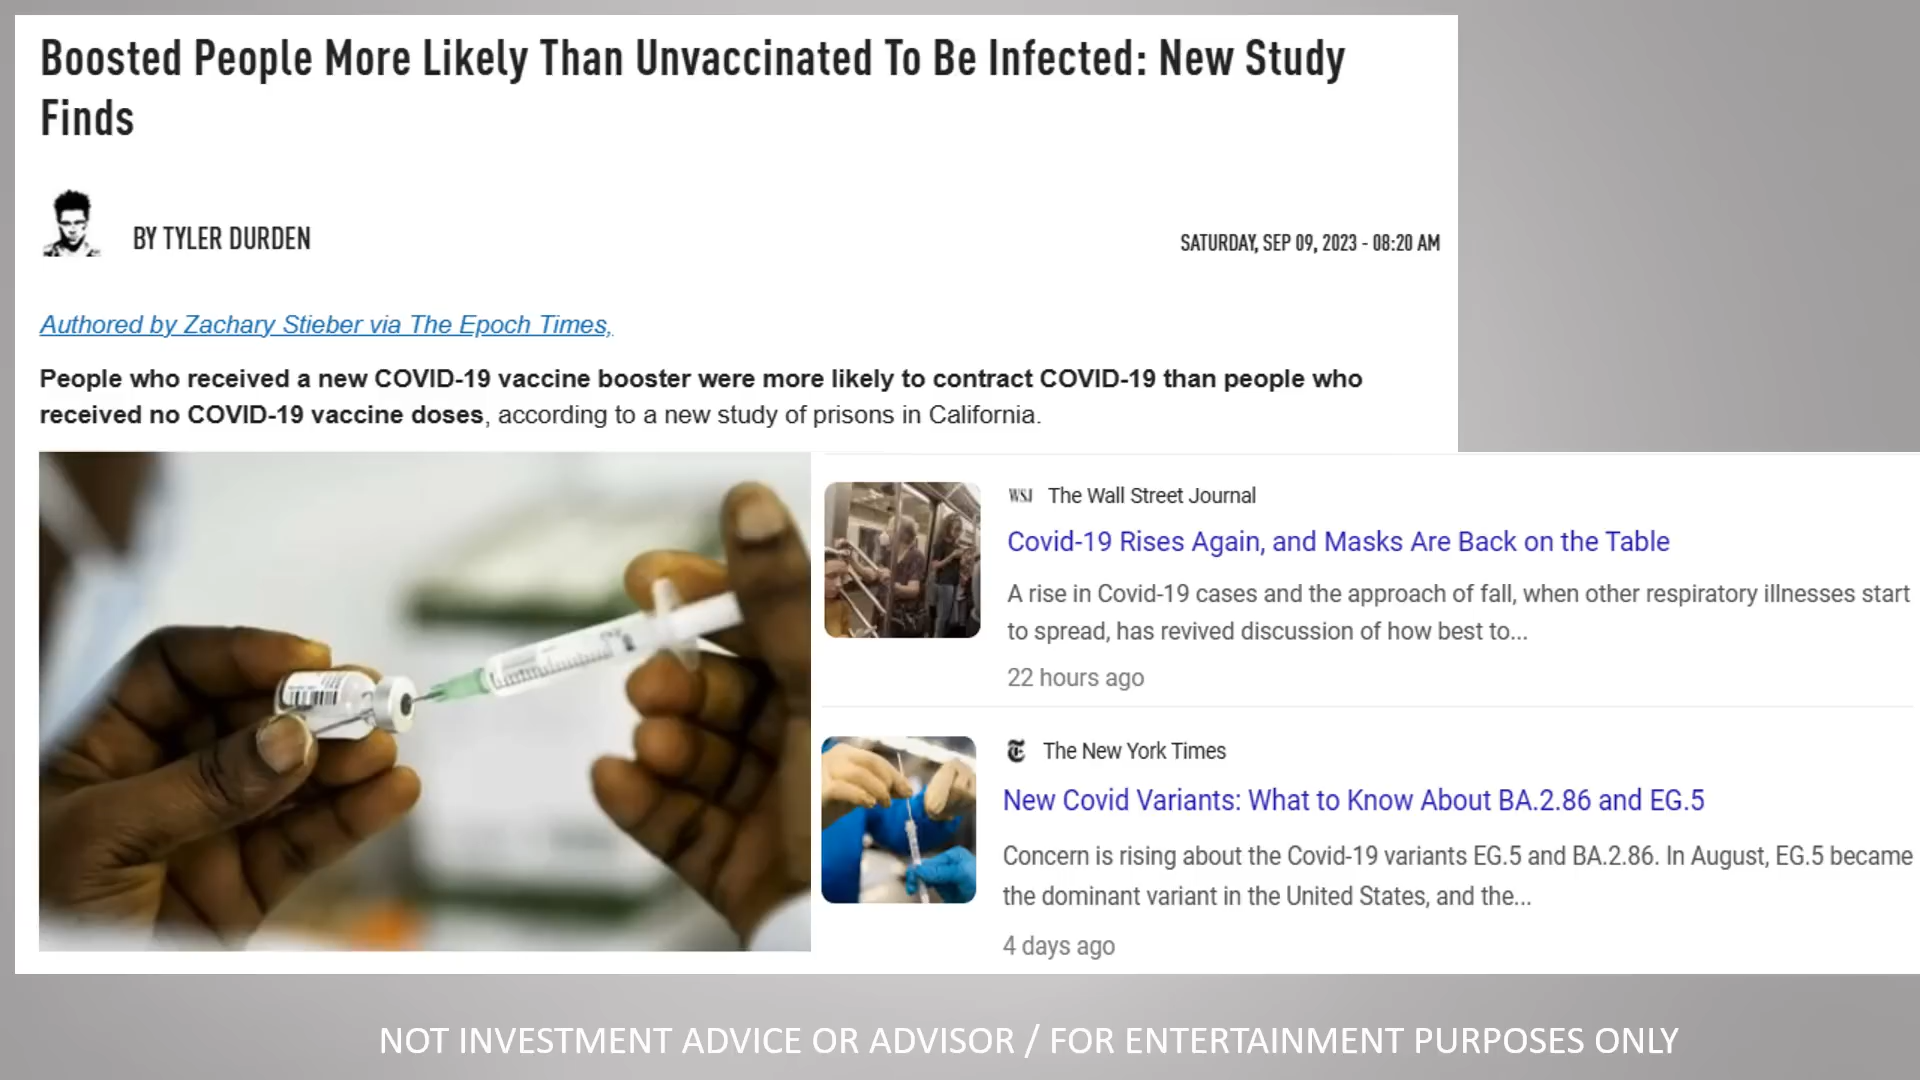 Boosted People More Likely Than Unvaccinated To Be Infected: New Study
Finds
BY TYLER DURDEN
SATURDAY, SEP 09, 2023 - 08:20 AM
Authored by Zachary Stieber via The Epoch Times,
People who received a new COVID-19 vaccine booster were more likely to contract COVID-19 than people who
received no COVID-19 vaccine doses, according to a new study of prisons in California.
WSJ The Wall Street Journal
Covid-19 Rises Again, and Masks Are Back on the Table
A rise in Covid-19 cases and the approach of fall, when other respiratory illnesses start
to spread, has revived discussion of how best to...
22 hours ago
The New York Times
New Covid Variants: What to Know About BA.2.86 and EG.5
Concern is rising about the Covid-19 variants EG.5 and BA.2.86. In August, EG.5 became
the dominant variant in the United States, and the...
4 days ago
NOT INVESTMENT ADVICE OR ADVISOR / FOR ENTERTAINMENT PURPOSES ONLY